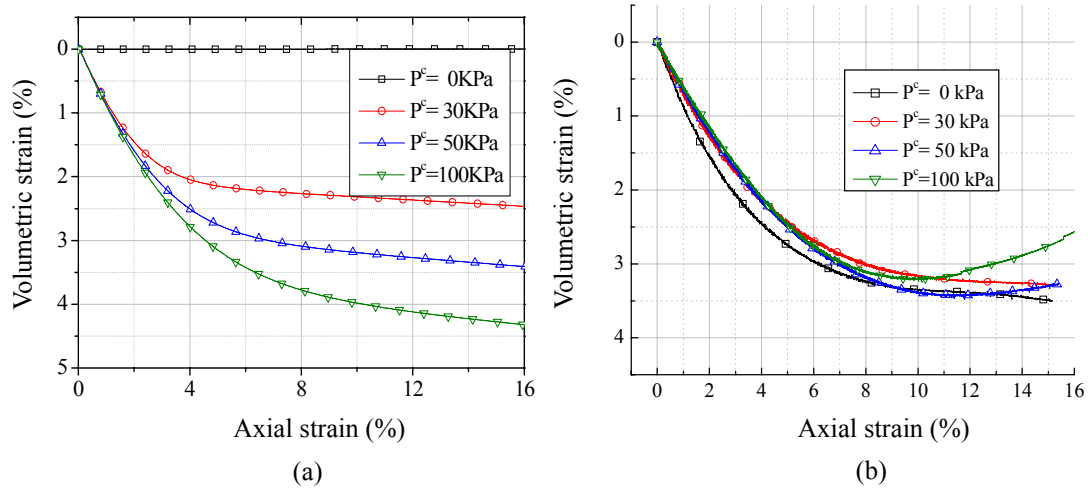 0
1
2
3
4
5
0 4 8 12 16
Volumetric strain (%)
Axial strain (%)
P^c= 0KPa
P^c= 30KPa
P^c= 50KPa
P^c=100KPa
(a)
0
1
2
3
4
0 2 4 6 8 10 12 14 16
Volumetric strain (%)
Axial strain (%)
P^c= 0 kPa
P^c= 30 kPa
P^c= 50 kPa
P^c=100 kPa
(b)